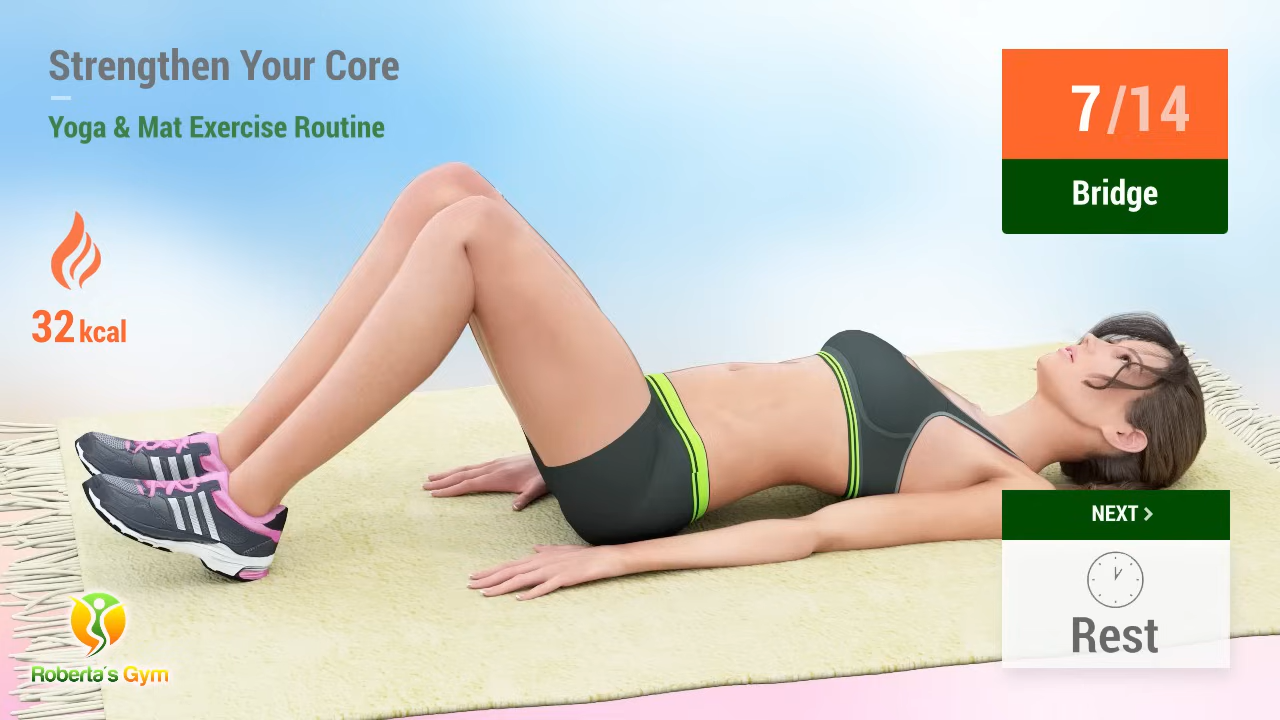 Strengthen Your Core
Yoga & Mat Exercise Routine
7/14
Bridge
32 kcal
NEXT >
Rest
Roberta´s Gym